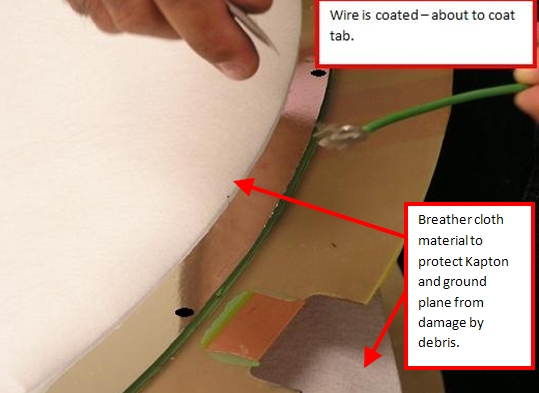 Wire is coated – about to coat
tab.
Breather cloth
material to
protect Kapton
and ground
plane from
damage by
debris.